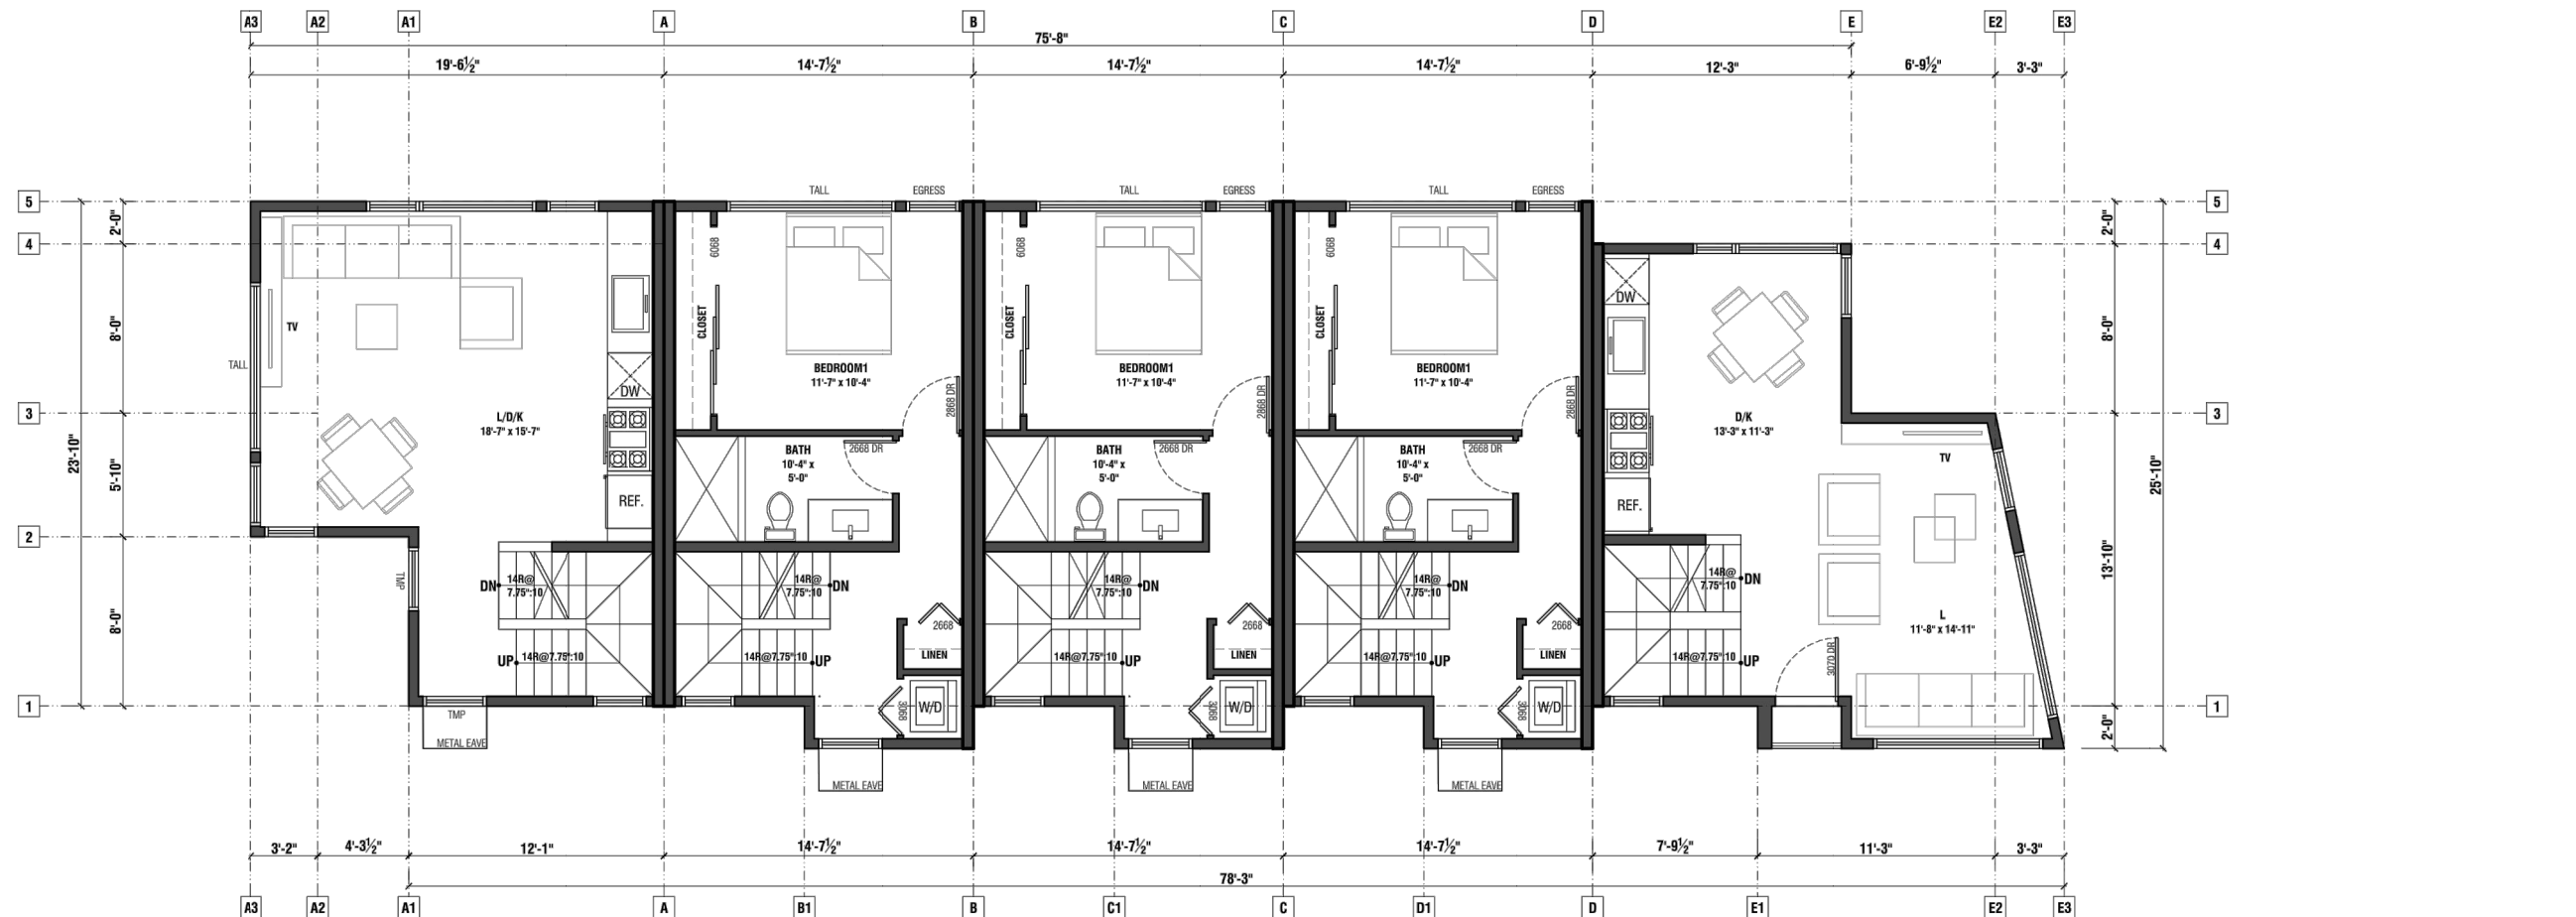 A3 A2 A1 A B C D E E2 E3
75'-8"
19'-6½" 14'-7½" 14'-7½" 14'-7½" 12'-3" 6'-9½" 3'-3"
TALL EGRESS TALL EGRESS TALL EGRESS
5 5
2'-0" 2'-0"
4 4
6068 6068 6068
8'-0" 8'-0"
DW
TV
CLOSET CLOSET CLOSET
TALL
BEDROOM1 BEDROOM1 BEDROOM1
11'-7" x 10'-4" 11'-7" x 10'-4" 11'-7" x 10'-4"
DW
2868 DR 2868 DR 2868 DR
3 3
L/D/K
18'-7" x 15'-7"
D/K
13'-3" x 11'-3"
23'-10"
5'-10"
BATH BATH BATH
10'-4" x 10'-4" x 10'-4" x
5'-0" 5'-0" 5'-0"
2668 DR 2668 DR 2668 DR
TV
25'-10"
REF. REF.
2
13'-10"
TMP
DN 14R@ 14R@ DN 14R@ DN 14R@ DN 14R@ DN
7.75":10 7.75":10 7.75":10 7.75":10 7.75":10
8'-0"
2668 2668 2668
L
11'-8" x 14'-11"
LINEN LINEN LINEN
UP 14R@7.75":10 14R@7.75":10 UP 14R@7.75":10 UP 14R@7.75":10 UP 14R@7.75":10 UP
3070 DR
1 1
3068 W/D 3068 W/D 3068 W/D
2'-0"
TMP
METAL EAVE
METAL EAVE METAL EAVE METAL EAVE
3'-2" 4'-3½" 12'-1" 14'-7½" 14'-7½" 14'-7½" 7'-9½" 11'-3" 3'-3"
78'-3"
A3 A2 A1 A B1 B C1 C D1 D E1 E2 E3